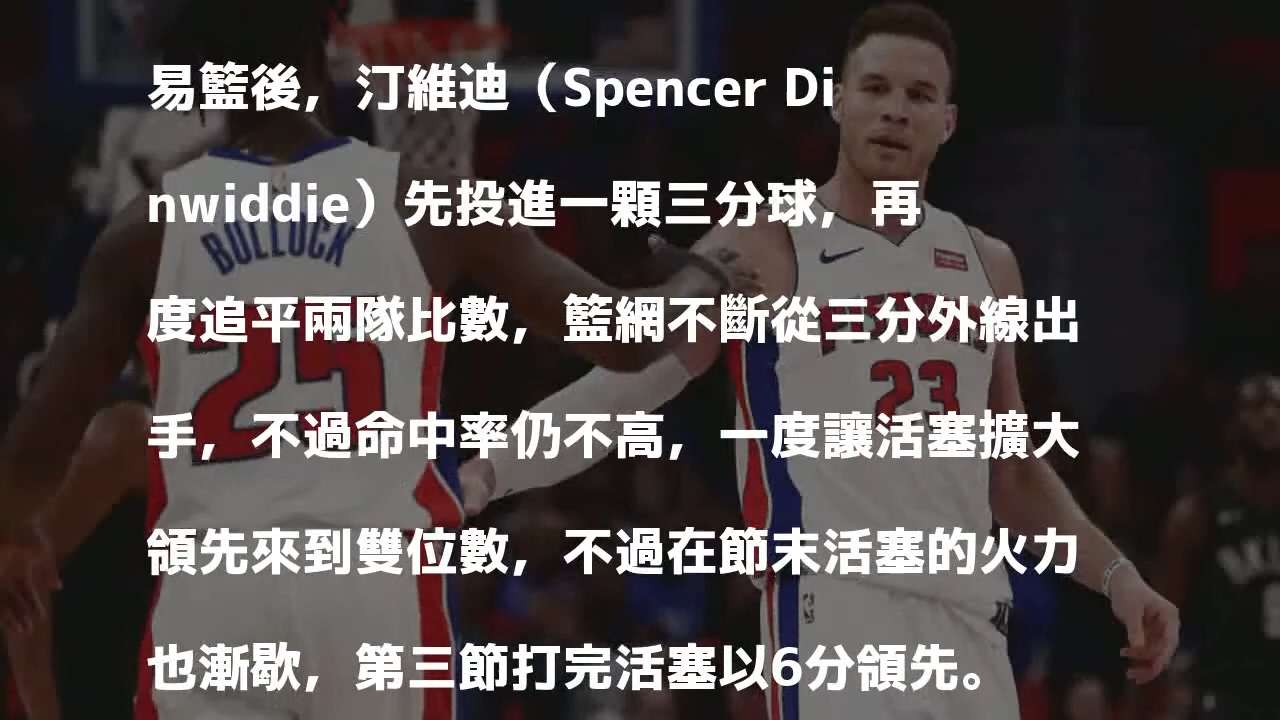 易籃後，汀維迪（Spencer Di
nwiddie）先投進一顆三分球，再
度追平兩隊比數，籃網不斷從三分外線出
手，不過命中率仍不高，一度讓活塞擴大
領先來到雙位數，不過在節末活塞的火力
也漸歇，第三節打完活塞以6分領先。
BULLOCK
25
23